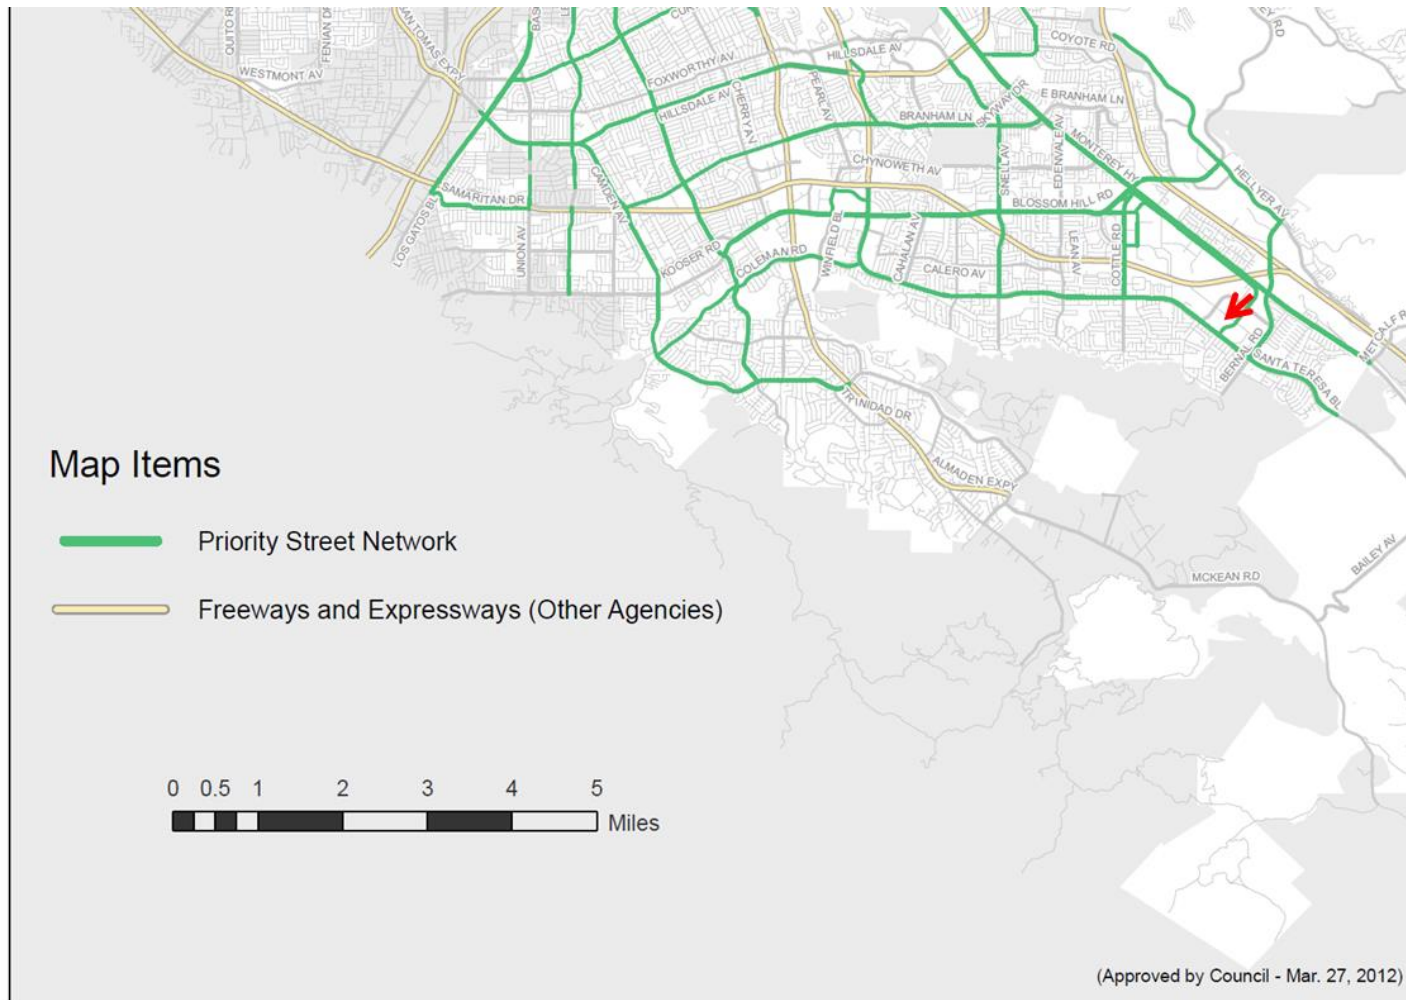 QUITO RD
FENIAN DR
WESTMONT AV
HILLSDALE AV
COYOTE RD
FOXWORTHY AV
HILLSDALE AV
CHERRY AV
PEARL AV
E BRANHAM LN
BRANHAM LN
SKYWAY DR
CHYNOWETH AV
SNELL AV
EDENVALE AV
MONTEREY HY
HELLYER AV
SAMARITAN DR
CAMDEN AV
BLOSSOM HILL RD
LOS GATOS BL
UNION AV
KOOSER RD
COLEMAN RD
WINFIELD BL
CAHALAN AV
CALERO AV
LEAN AV
COTTLE RD
BERNAL RD
SANTA TERESA BL
TRINIDAD DR
ALMADEN EXPY
BAILEY AV
MCKEAN RD
Map Items
Priority Street Network
Freeways and Expressways (Other Agencies)
0 0.5 1 2 3 4 5
Miles
(Approved by Council - Mar. 27, 2012)